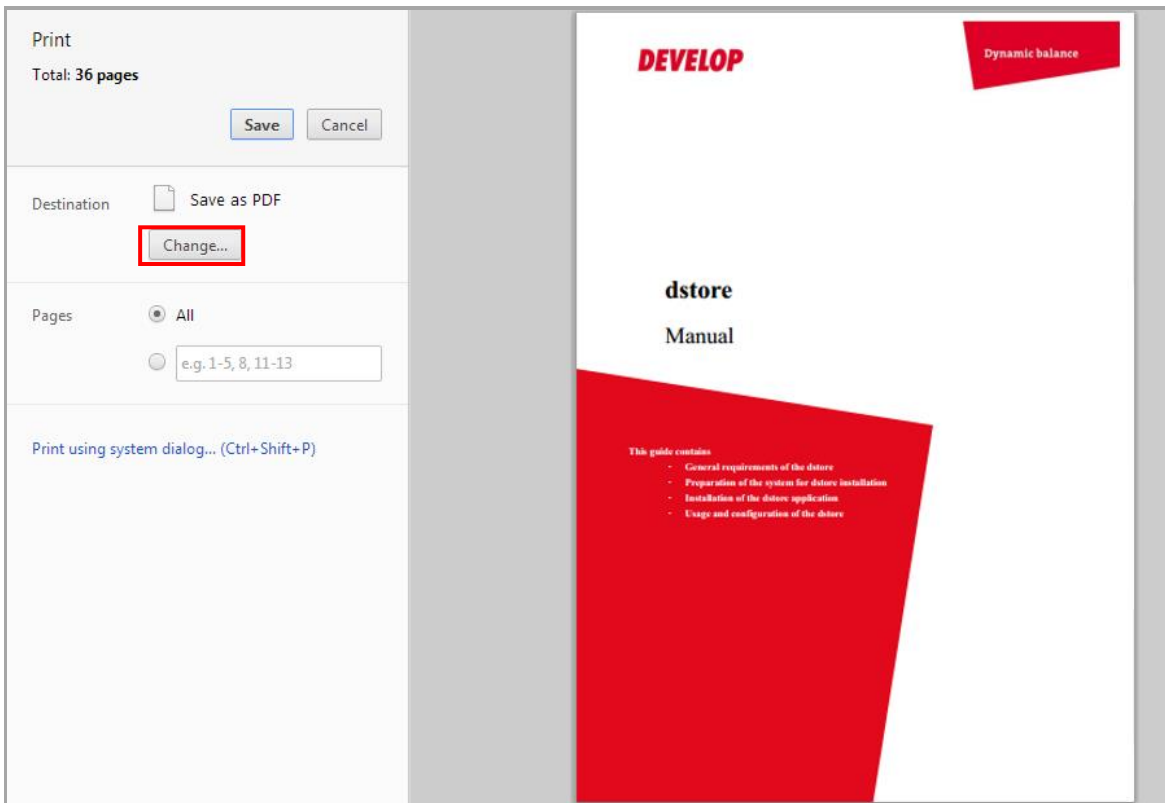 Print
Total: 36 pages
Save Cancel
Destination Save as PDF
Change...
Pages All
e.g. 1-5, 8, 11-13
Print using system dialog... (Ctrl+Shift+P)
DEVELOP
Dynamic balance
dstore
Manual
This guide contains
- General requirements of the dstore
- Preparation of the system for dstore installation
- Installation of the dstore application
- Usage and configuration of the dstore